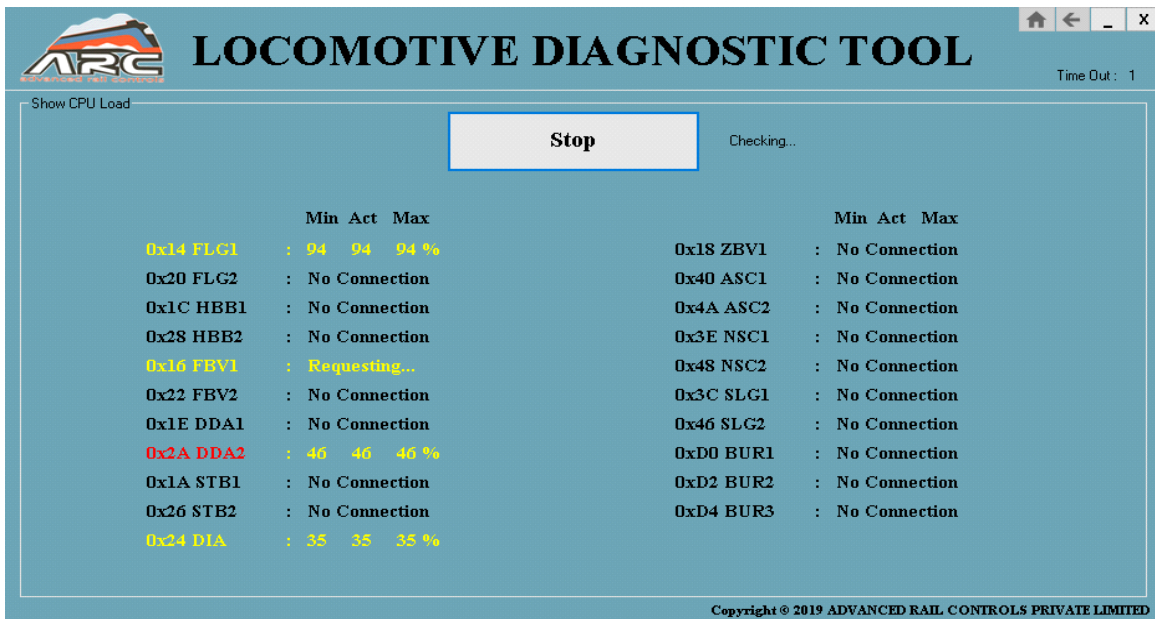 ARC
advanced rail controls
LOCOMOTIVE DIAGNOSTIC TOOL
_ X
Time Out : 1
Show CPU Load
Stop
Checking...
Min Act Max
0x14 FLG1 : 94 94 94 %
0x20 FLG2 : No Connection
0x1C HBB1 : No Connection
0x28 HBB2 : No Connection
0x16 FBV1 : Requesting...
0x22 FBV2 : No Connection
0x1E DDA1 : No Connection
0x2A DDA2 : 46 46 46 %
0x1A STB1 : No Connection
0x26 STB2 : No Connection
0x24 DIA : 35 35 35 %
Min Act Max
0x18 ZBV1 : No Connection
0x40 ASC1 : No Connection
0x4A ASC2 : No Connection
0x3E NSC1 : No Connection
0x48 NSC2 : No Connection
0x3C SLG1 : No Connection
0x46 SLG2 : No Connection
0xD0 BUR1 : No Connection
0xD2 BUR2 : No Connection
0xD4 BUR3 : No Connection
Copyright © 2019 ADVANCED RAIL CONTROLS PRIVATE LIMITED